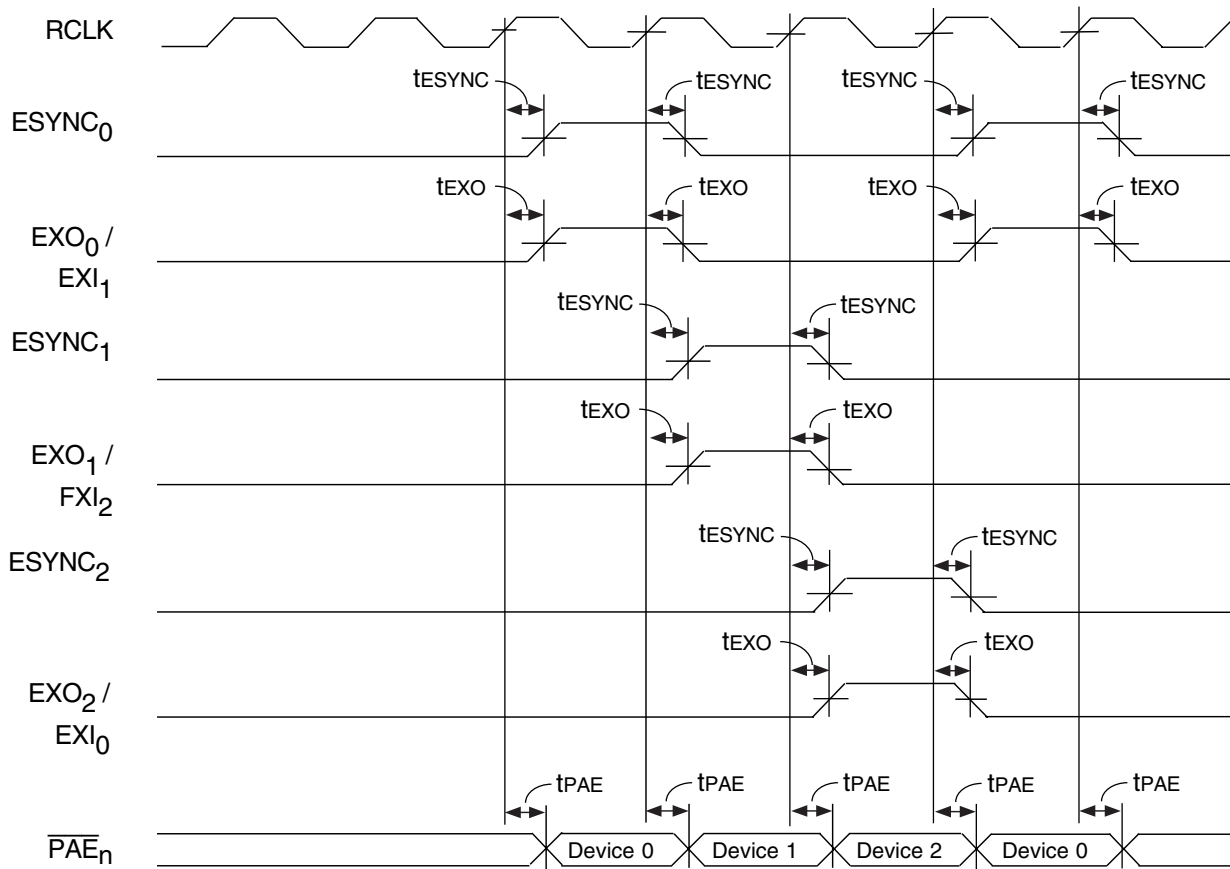 RCLK
tESYNC tESYNC tESYNC tESYNC
ESYNC0
tEXO tEXO tEXO tEXO
EXO0 /
EXI1
tESYNC tESYNC
ESYNC1
tEXO tEXO
EXO1 /
FXI2
tESYNC tESYNC
ESYNC2
tEXO tEXO
EXO2 /
EXI0
tPAE tPAE tPAE tPAE tPAE
PAEn Device 0 Device 1 Device 2 Device 0